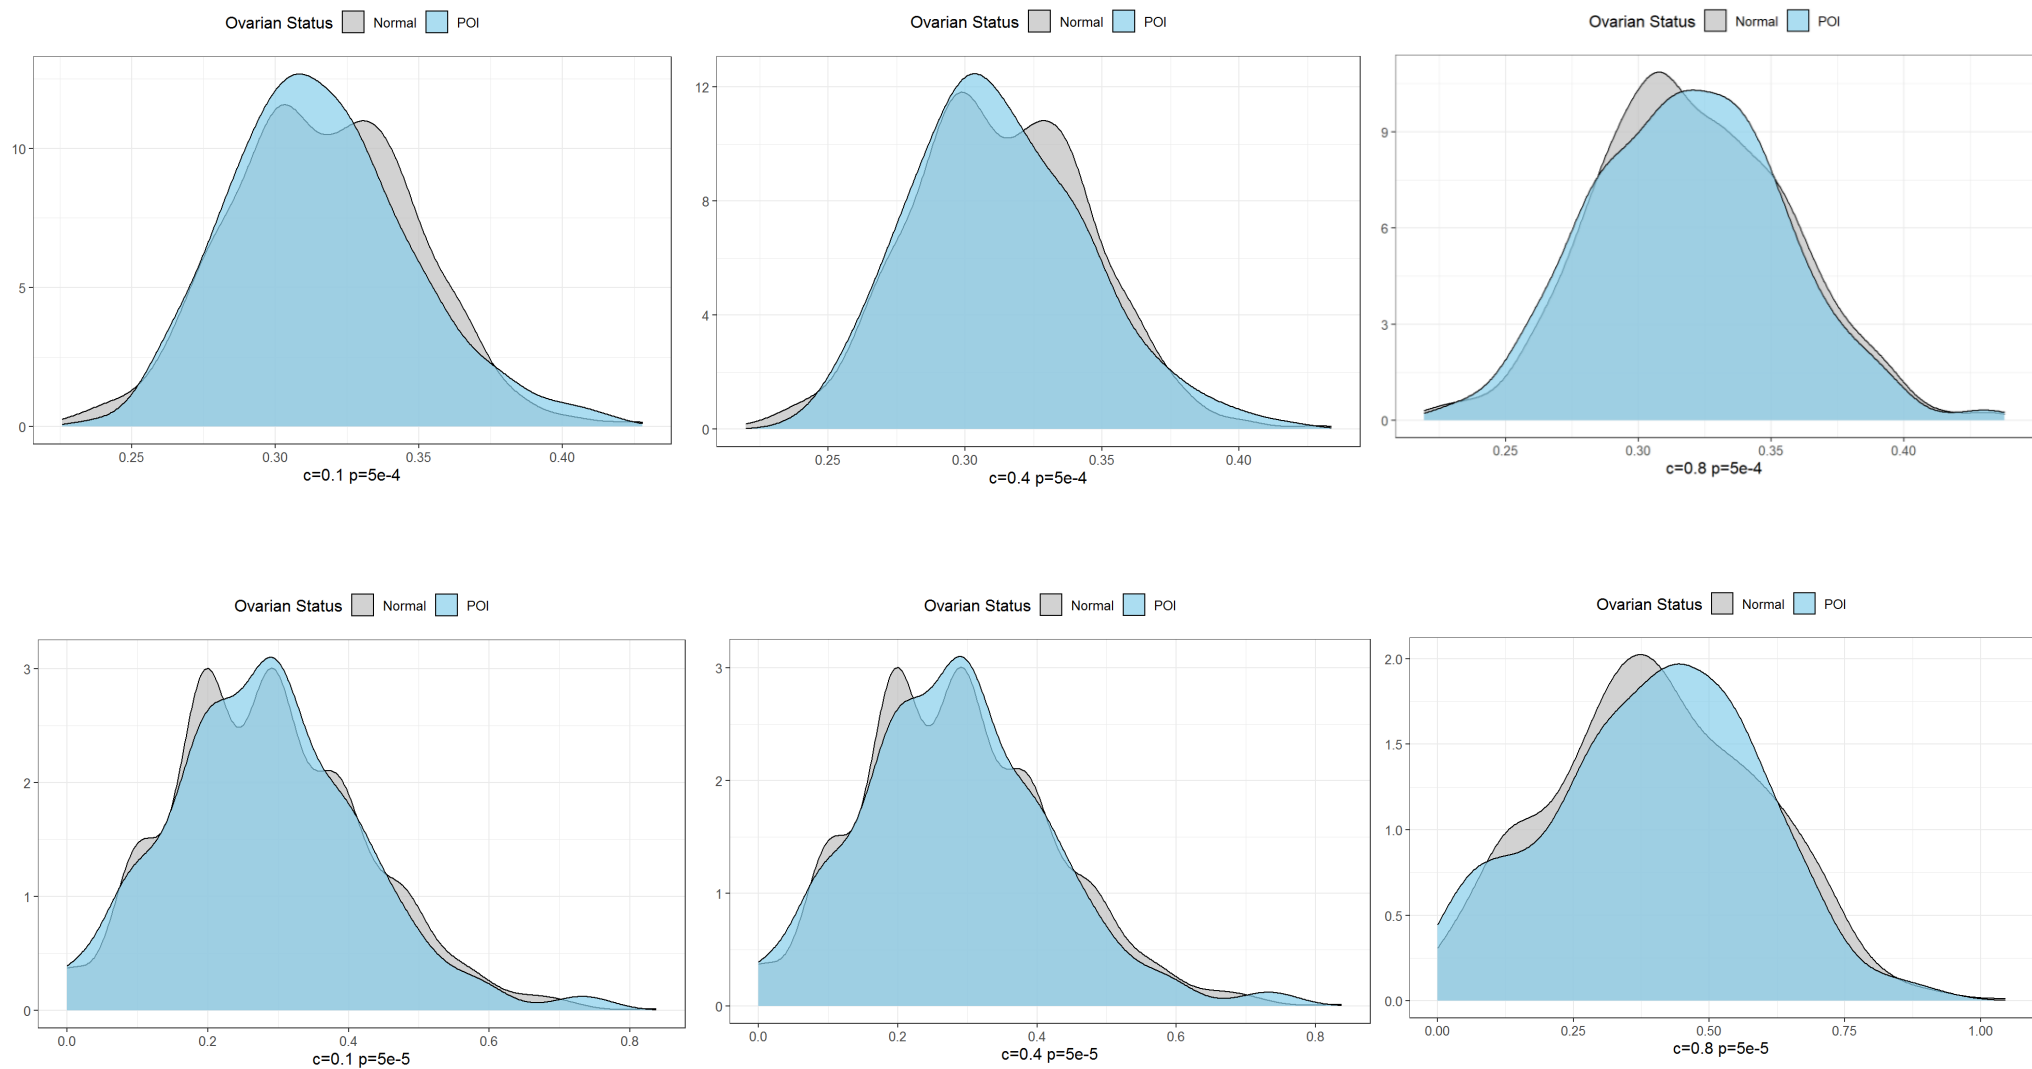 Ovarian Status Normal POI
10
5
0
0.25 0.30 0.35 0.40
c=0.1 p=5e-4
Ovarian Status Normal POI
12
8
4
0
0.25 0.30 0.35 0.40
c=0.4 p=5e-4
Ovarian Status Normal POI
9
6
3
0
0.25 0.30 0.35 0.40
c=0.8 p=5e-4
Ovarian Status Normal POI
3
2
1
0
0.0 0.2 0.4 0.6 0.8
c=0.1 p=5e-5
Ovarian Status Normal POI
3
2
1
0
0.0 0.2 0.4 0.6 0.8
c=0.4 p=5e-5
Ovarian Status Normal POI
2.0
1.5
1.0
0.5
0.0
0.00 0.25 0.50 0.75 1.00
c=0.8 p=5e-5